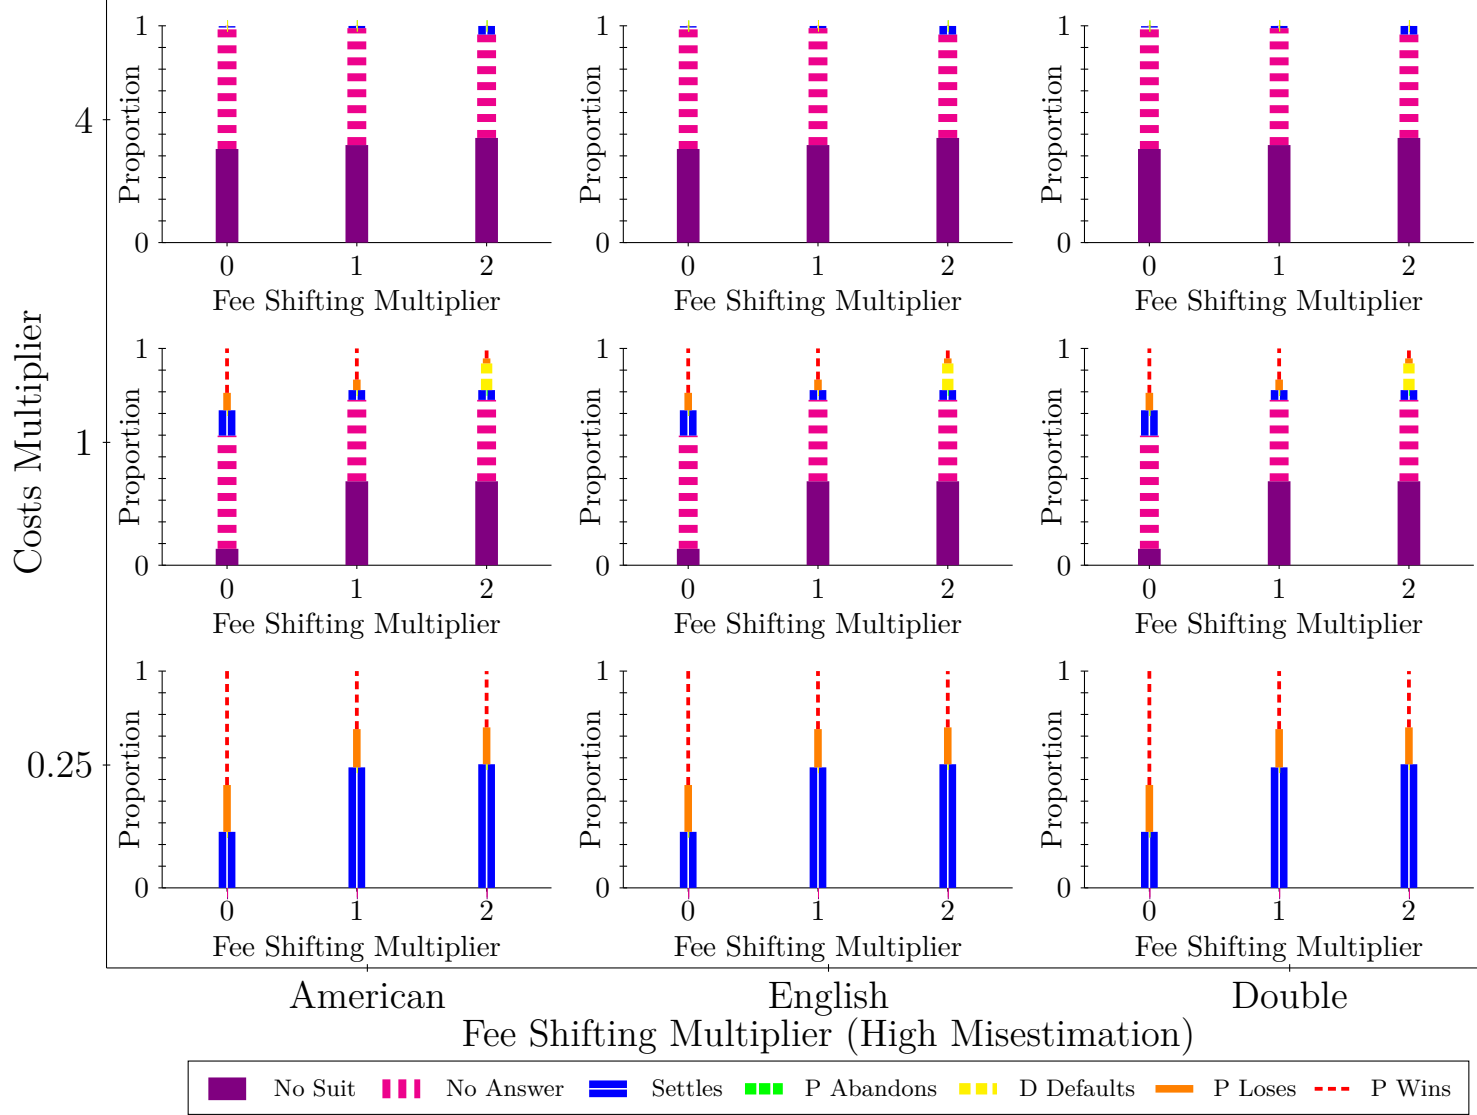 Costs Multiplier
4
1
0.25
1
Proportion
0
0 1 2
Fee Shifting Multiplier
1
Proportion
0
0 1 2
Fee Shifting Multiplier
1
Proportion
0
0 1 2
Fee Shifting Multiplier
1
Proportion
0
0 1 2
Fee Shifting Multiplier
1
Proportion
0
0 1 2
Fee Shifting Multiplier
1
Proportion
0
0 1 2
Fee Shifting Multiplier
1
Proportion
0
0 1 2
Fee Shifting Multiplier
1
Proportion
0
0 1 2
Fee Shifting Multiplier
1
Proportion
0
0 1 2
Fee Shifting Multiplier
American English Double
Fee Shifting Multiplier (High Misestimation)
No Suit No Answer Settles P Abandons D Defaults P Loses P Wins